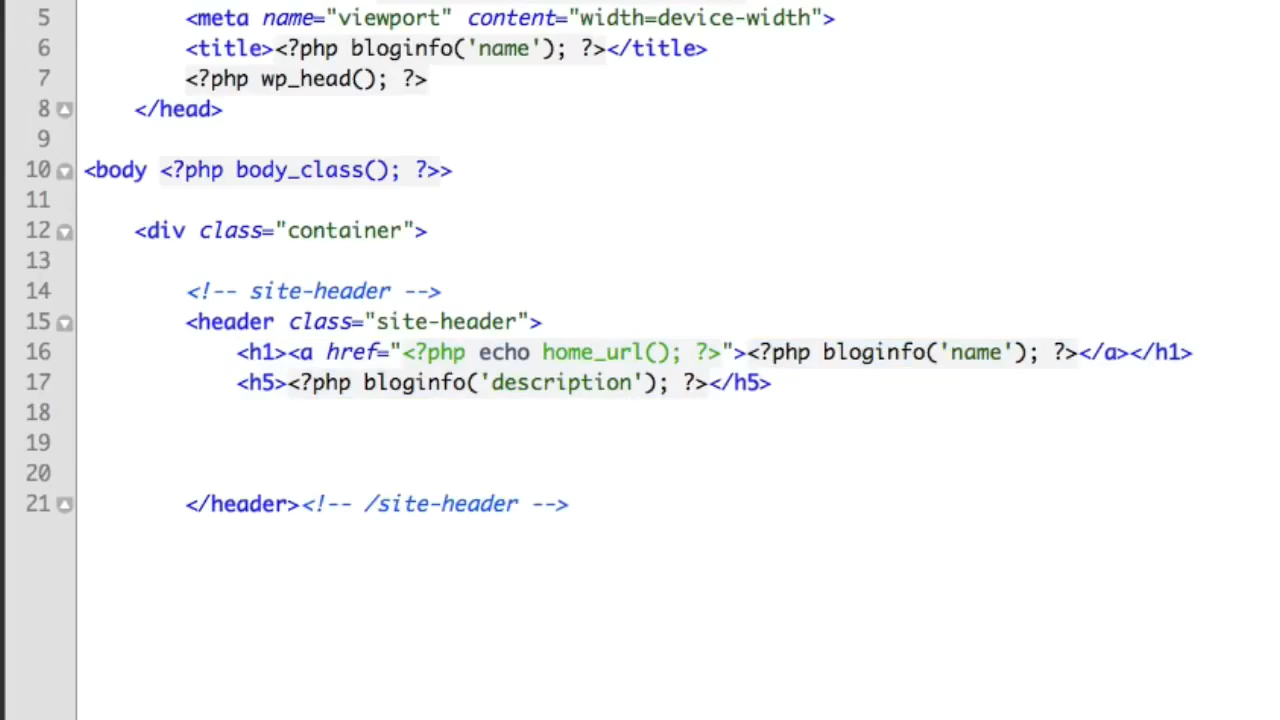 5 <meta name="viewport" content="width=device-width">
6 <title><?php bloginfo('name'); ?></title>
7 <?php wp_head(); ?>
8 </head>
9
10 <body <?php body_class(); ?>>
11
12 <div class="container">
13
14 <!-- site-header -->
15 <header class="site-header">
16 <h1><a href="<?php echo home_url(); ?>"><?php bloginfo('name'); ?></a></h1>
17 <h5><?php bloginfo('description'); ?></h5>
18
19
20
21 </header><!-- /site-header -->